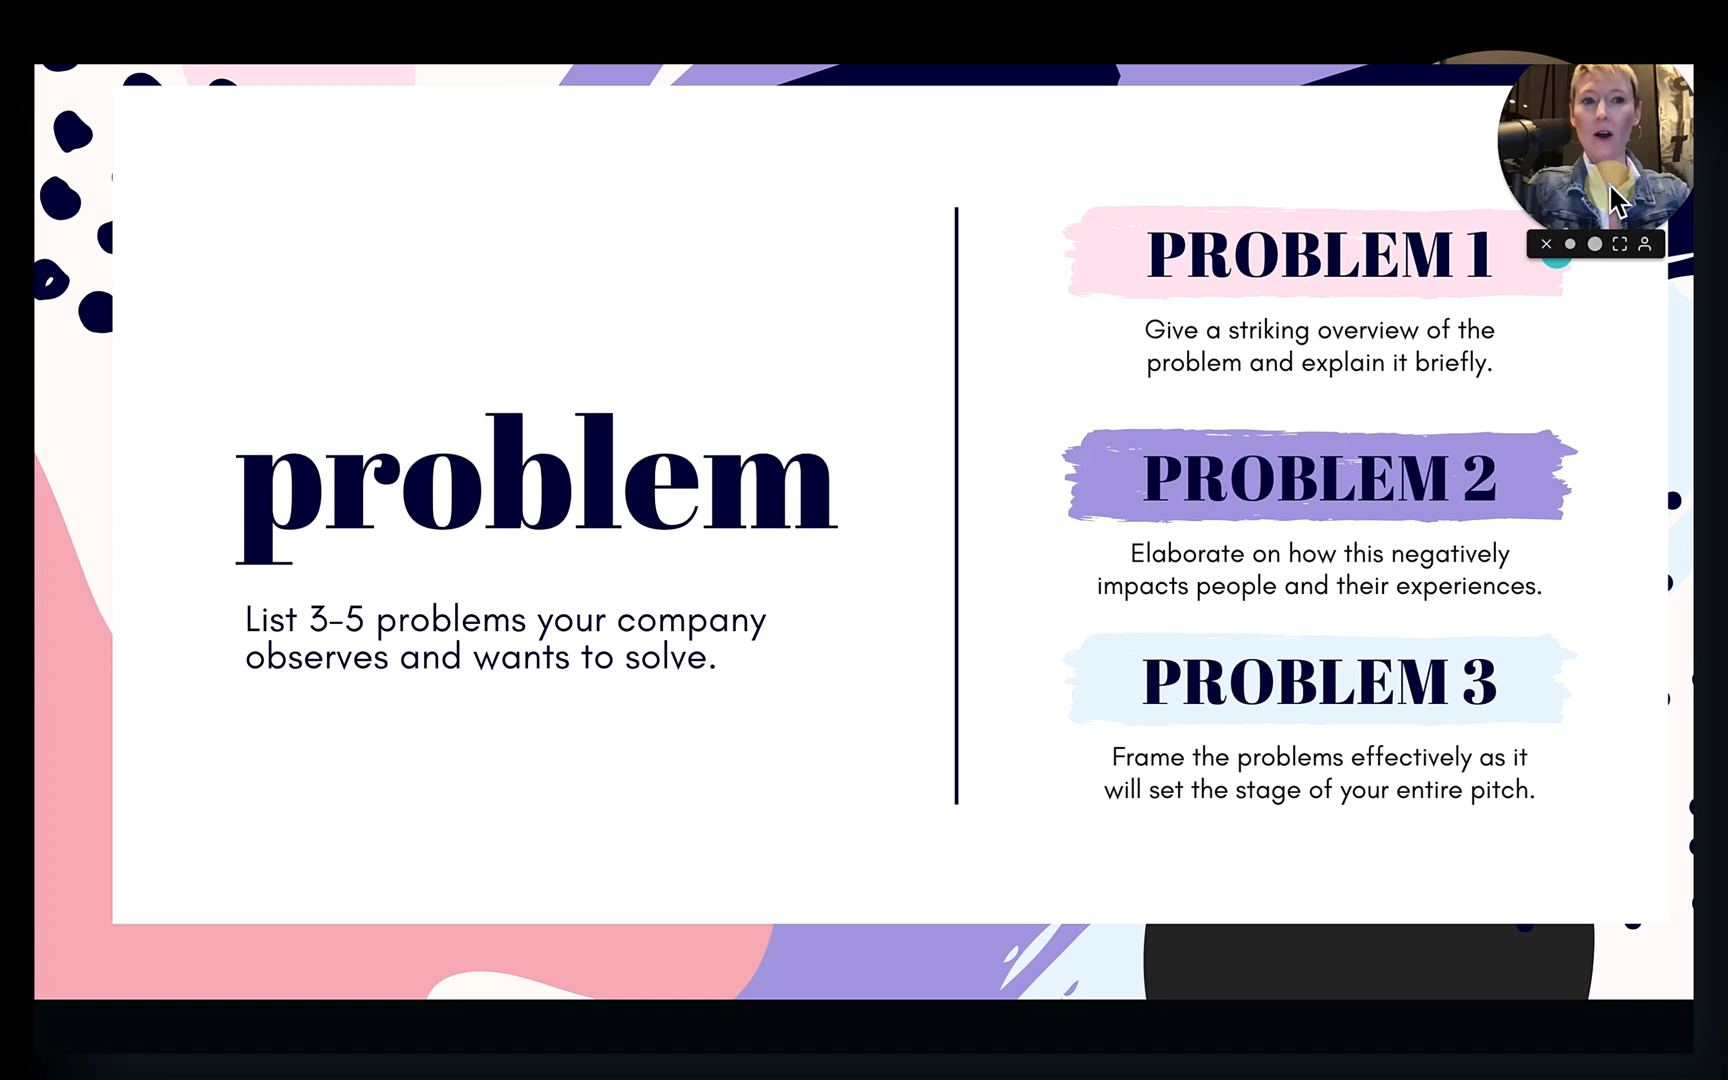 problem
List 3-5 problems your company
observes and wants to solve.
PROBLEM 1
Give a striking overview of the
problem and explain it briefly.
PROBLEM 2
Elaborate on how this negatively
impacts people and their experiences.
PROBLEM 3
Frame the problems effectively as it
will set the stage of your entire pitch.